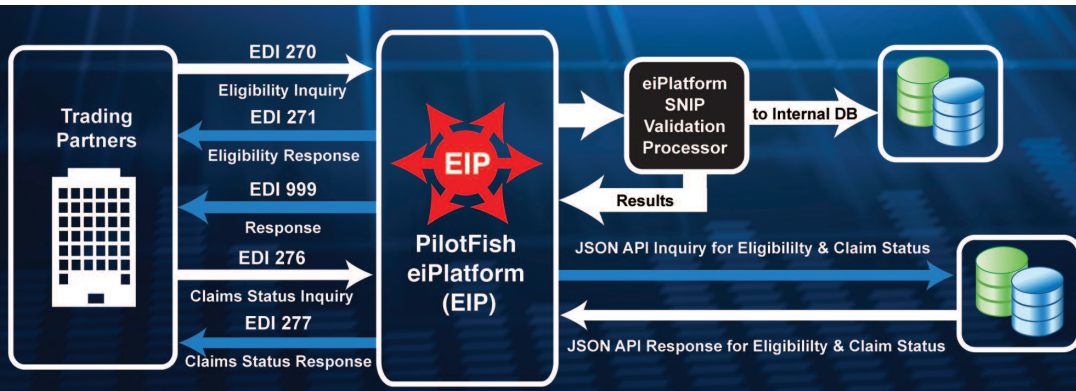 EDI 270
Eligibility Inquiry
EDI 271
Eligibility Response
EDI 999
Response
EDI 276
Claims Status Inquiry
EDI 277
Claims Status Response
Trading
Partners
EIP
PilotFish
eiPlatform
(EIP)
eiPlatform
SNIP
Validation
Processor
to Internal DB
Results
JSON API Inquiry for Eligibililty & Claim Status
JSON API Response for Eligibililty & Claim Status